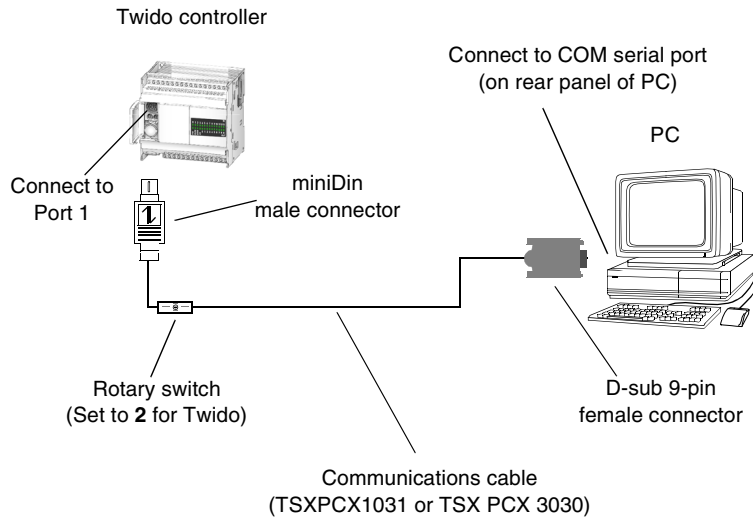 Twido controller
Connect to COM serial port
(on rear panel of PC)
PC
Connect to
Port 1
miniDin
male connector
Rotary switch
(Set to 2 for Twido)
D-sub 9-pin
female connector
Communications cable
(TSXPCX1031 or TSX PCX 3030)